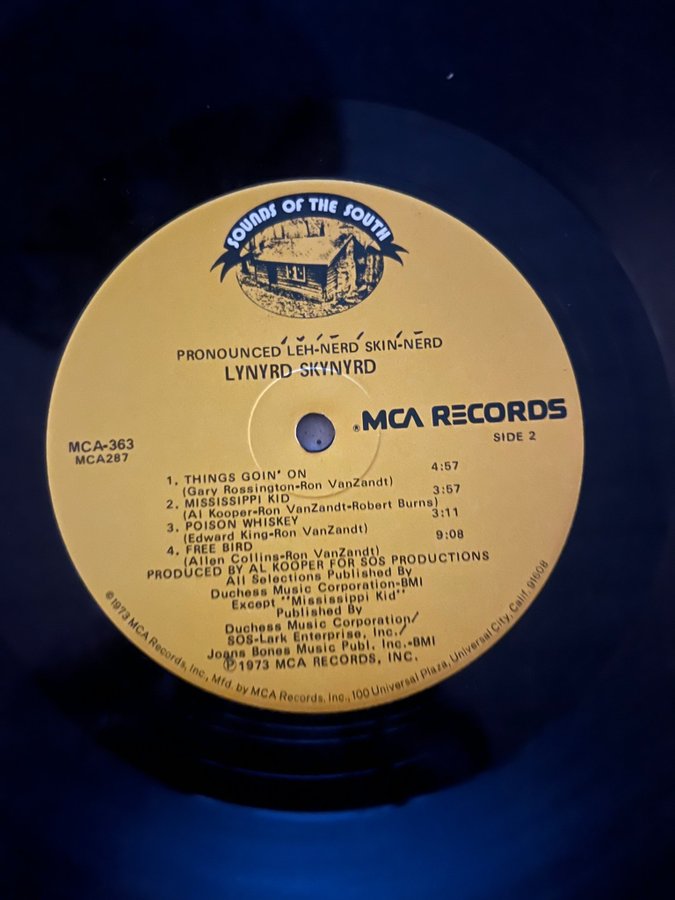 SOUNDS OF THE SOUTH
PRONOUNCED 'LĔH-'NĒRD 'SKIN-'NĒRD
LYNYRD SKYNYRD
®MCA RECORDS
SIDE 2
MCA-363
MCA287
1. THINGS GOIN' ON 4:57
(Gary Rossington-Ron VanZandt)
2. MISSISSIPPI KID 3:57
(Al Kooper-Ron VanZandt-Robert Burns)
3. POISON WHISKEY 3:11
(Edward King-Ron VanZandt)
4. FREE BIRD 9:08
(Allen Collins-Ron VanZandt)
PRODUCED BY AL KOOPER FOR SOS PRODUCTIONS
All Selections Published By
Duchess Music Corporation-BMI
Except "Mississippi Kid"
Published By
Duchess Music Corporation/
SOS-Lark Enterprise, Inc./
Joans Bones Music Publ. Inc.-BMI
℗1973 MCA RECORDS, INC.
©1973 MCA Records, Inc., Mfd. by MCA Records, Inc., 100 Universal Plaza, Universal City, Calif. 91608